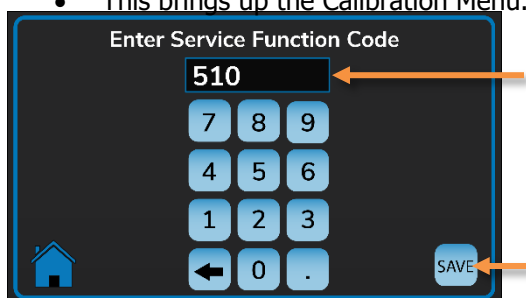 • This brings up the Calibration Menu.
Enter Service Function Code
510
7 8 9
4 5 6
1 2 3
0 .
SAVE